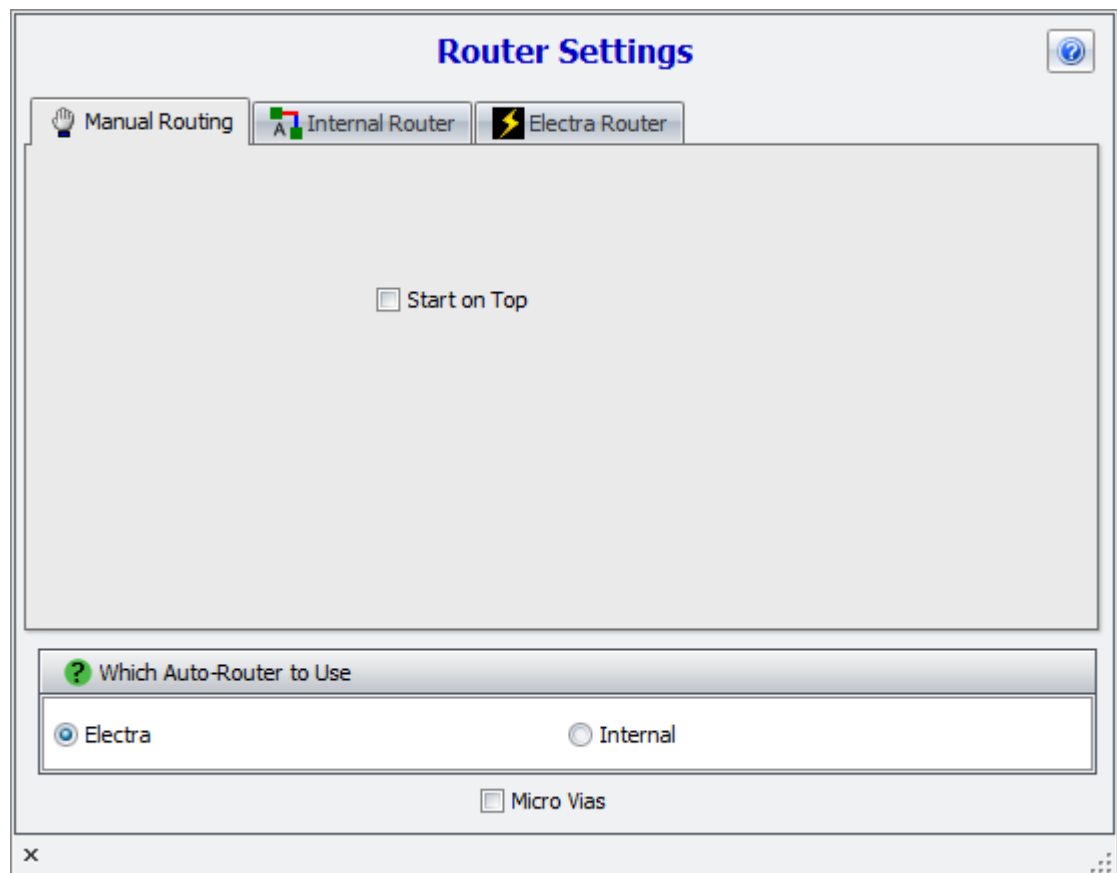 Router Settings
Manual Routing
A Internal Router
Electra Router
Start on Top
? Which Auto-Router to Use
Electra
Internal
Micro Vias